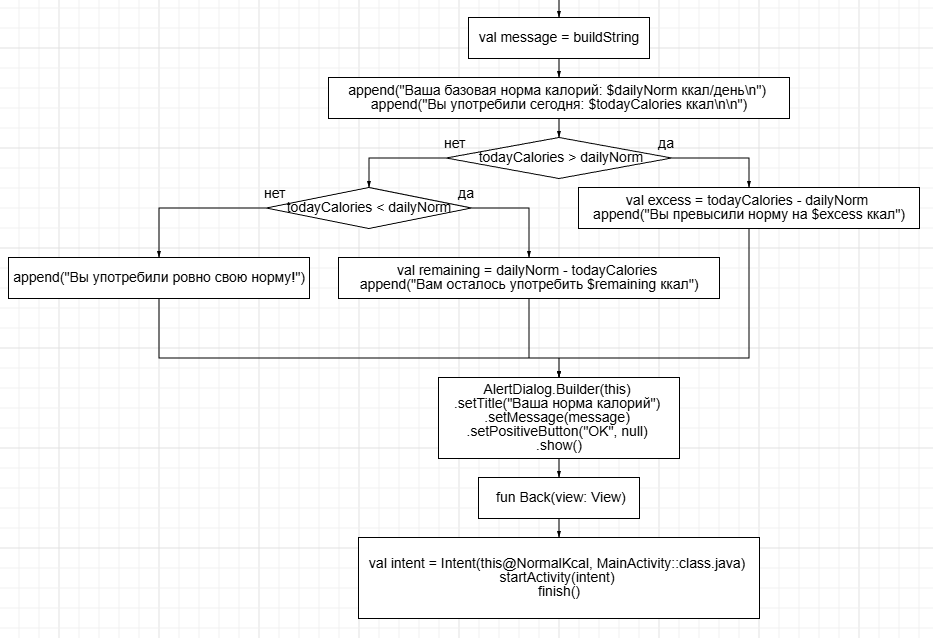 val message = buildString
append("Ваша базовая норма калорий: $dailyNorm ккал/день\n")
append("Вы употребили сегодня: $todayCalories ккал\n\n")
нет
да
todayCalories > dailyNorm
нет
да
todayCalories < dailyNorm
val excess = todayCalories - dailyNorm
append("Вы превысили норму на $excess ккал")
append("Вы употребили ровно свою норму!")
val remaining = dailyNorm - todayCalories
append("Вам осталось употребить $remaining ккал")
AlertDialog.Builder(this)
.setTitle("Ваша норма калорий")
.setMessage(message)
.setPositiveButton("OK", null)
.show()
fun Back(view: View)
val intent = Intent(this@NormalKcal, MainActivity::class.java)
startActivity(intent)
finish()